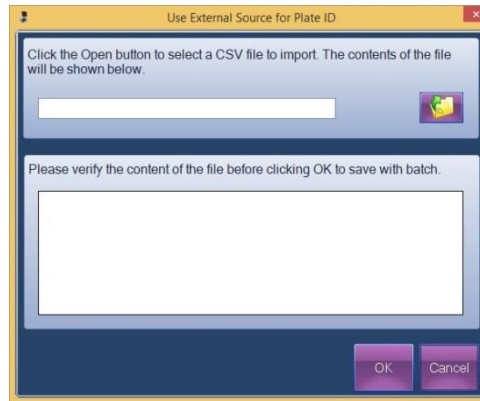 Use External Source for Plate ID
Click the Open button to select a CSV file to import. The contents of the file
will be shown below.
Please verify the content of the file before clicking OK to save with batch.
OK
Cancel